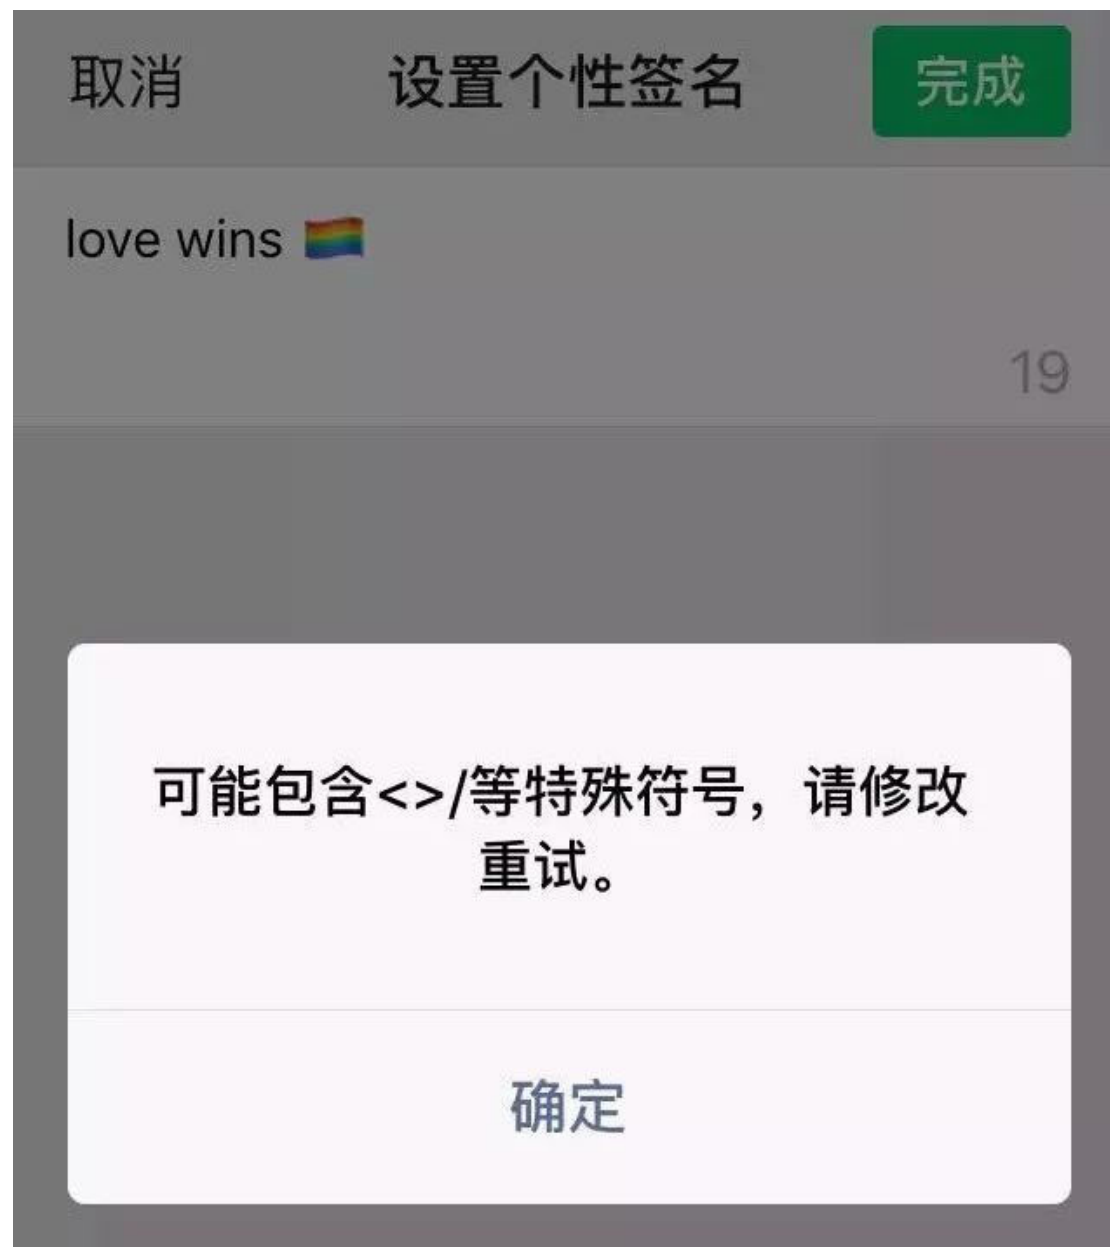 取消 设置个性签名 完成
love wins 🏳️‍🌈
19
可能包含<>/等特殊符号，请修改
重试。
确定